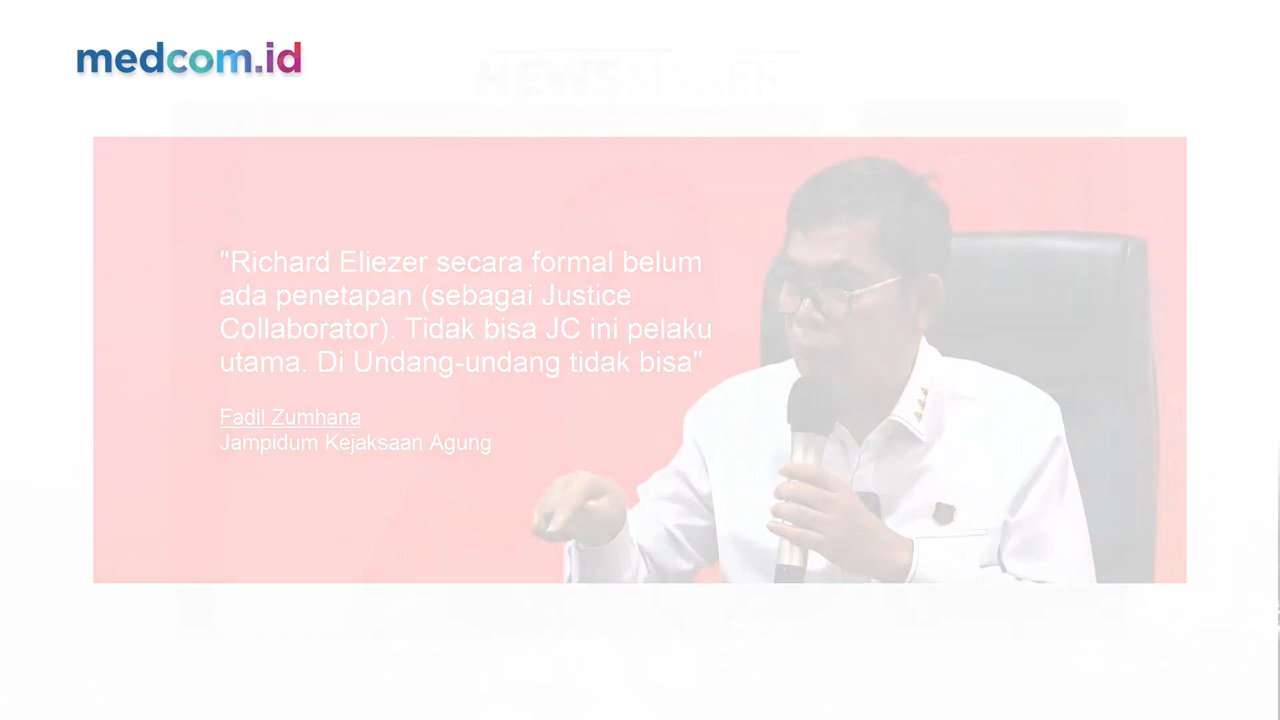 medcom.id
NEWSMAKER
"Richard Eliezer secara formal belum
ada penetapan (sebagai Justice
Collaborator). Tidak bisa JC ini pelaku
utama. Di Undang-undang tidak bisa"
Fadil Zumhana
Jampidum Kejaksaan Agung